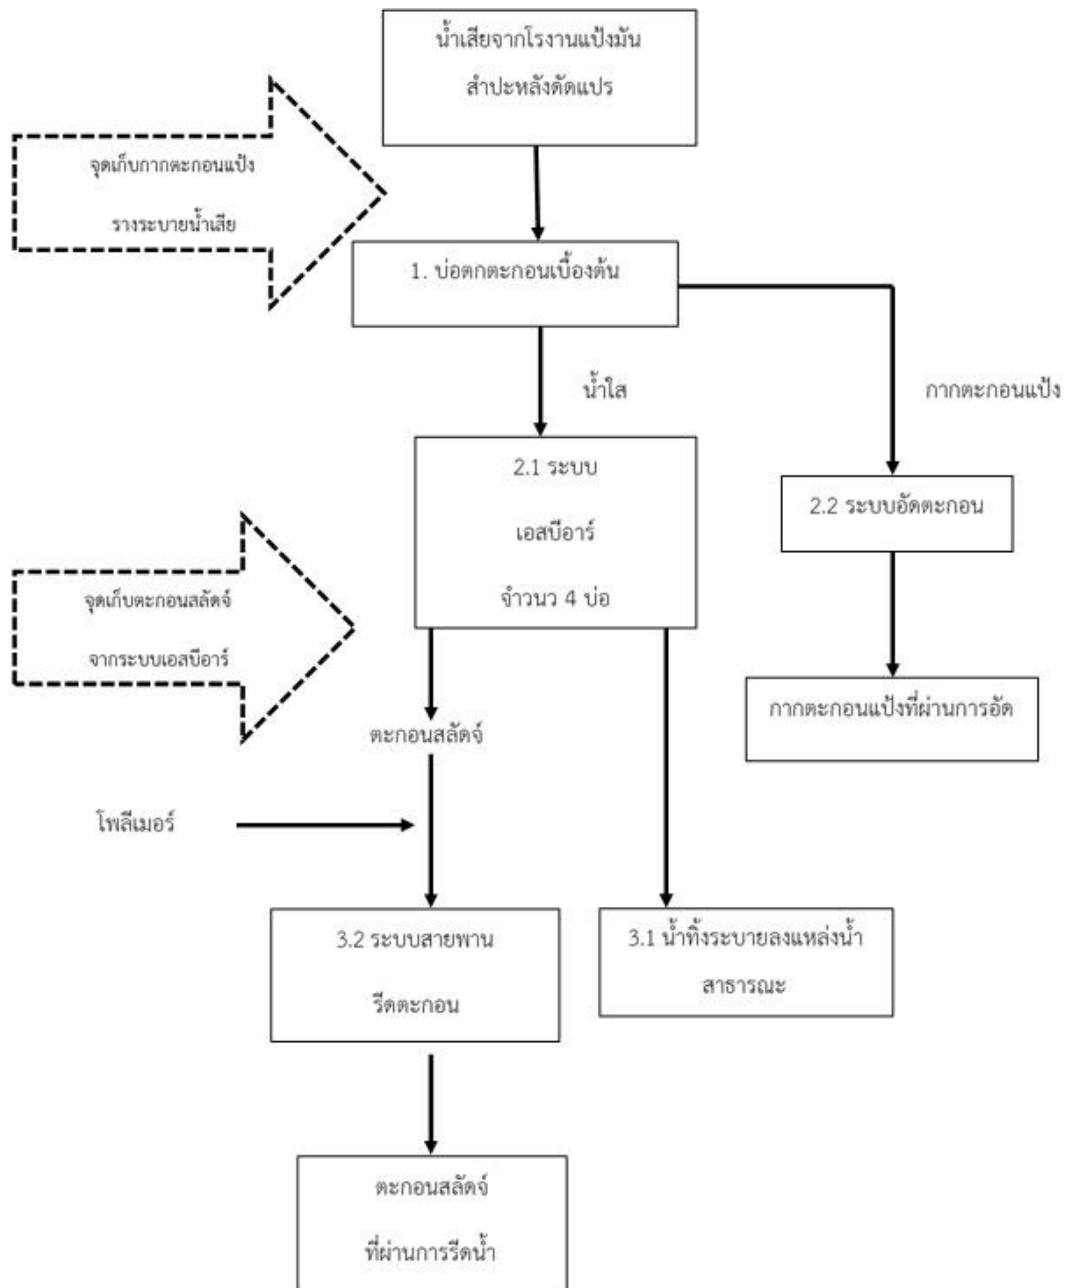 น้ำเสียจากโรงานแป้งมัน
สำปะหลังดัดแปร
จุดเก็บกากตะกอนแป้ง
รางระบายน้ำเสีย
1. บ่อตกตะกอนเบื้องต้น
น้ำใส
กากตะกอนแป้ง
2.1 ระบบ
เอสบีอาร์
จำวนว 4 บ่อ
2.2 ระบบอัดตะกอน
จุดเก็บตะกอนสลัดจ์
จากระบบเอสบีอาร์
กากตะกอนแป้งที่ผ่านการอัด
ตะกอนสลัดจ์
โพลีเมอร์
3.2 ระบบสายพาน
รีดตะกอน
3.1 น้ำทิ้งระบายลงแหล่งน้ำ
สาธารณะ
ตะกอนสลัดจ์
ที่ผ่านการรีดน้ำ